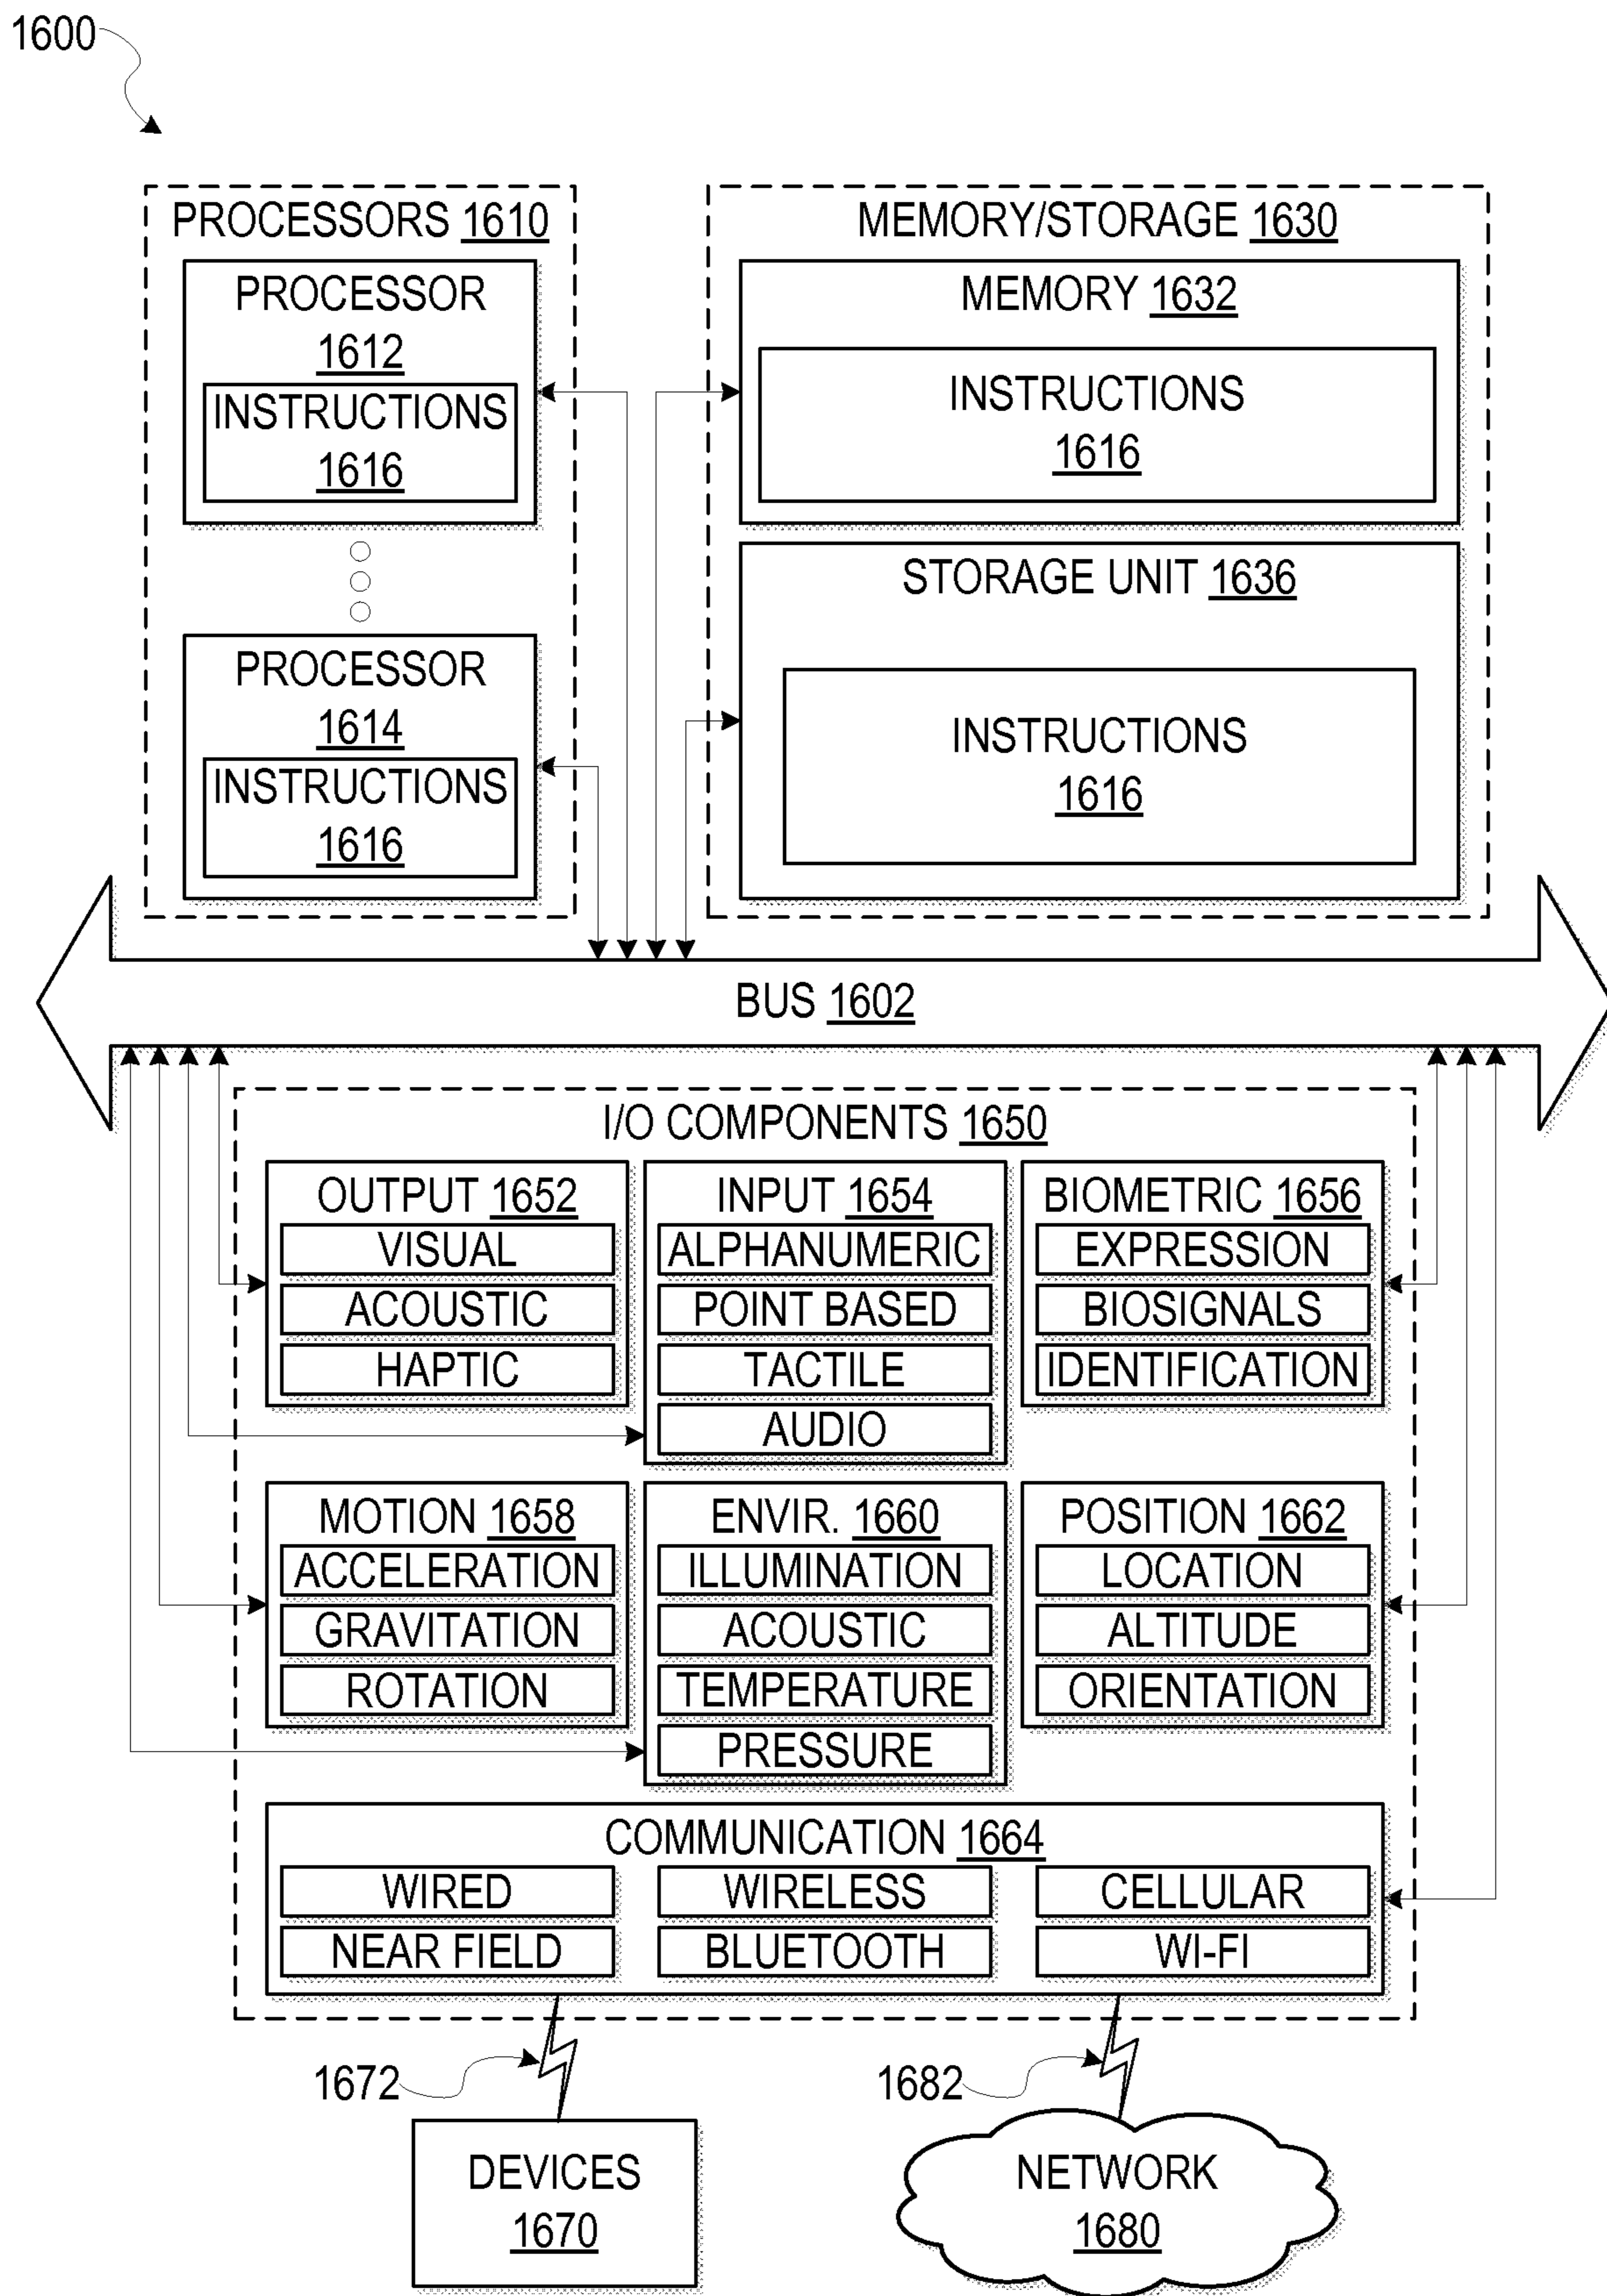 1600
PROCESSORS 1610
PROCESSOR
1612
INSTRUCTIONS
1616
PROCESSOR
1614
INSTRUCTIONS
1616
MEMORY/STORAGE 1630
MEMORY 1632
INSTRUCTIONS
1616
STORAGE UNIT 1636
INSTRUCTIONS
1616
BUS 1602
I/O COMPONENTS 1650
OUTPUT 1652
VISUAL
ACOUSTIC
HAPTIC
INPUT 1654
ALPHANUMERIC
POINT BASED
TACTILE
AUDIO
BIOMETRIC 1656
EXPRESSION
BIOSIGNALS
IDENTIFICATION
MOTION 1658
ACCELERATION
GRAVITATION
ROTATION
ENVIR. 1660
ILLUMINATION
ACOUSTIC
TEMPERATURE
PRESSURE
POSITION 1662
LOCATION
ALTITUDE
ORIENTATION
COMMUNICATION 1664
WIRED
WIRELESS
CELLULAR
NEAR FIELD
BLUETOOTH
WI-FI
1672
1682
DEVICES
1670
NETWORK
1680